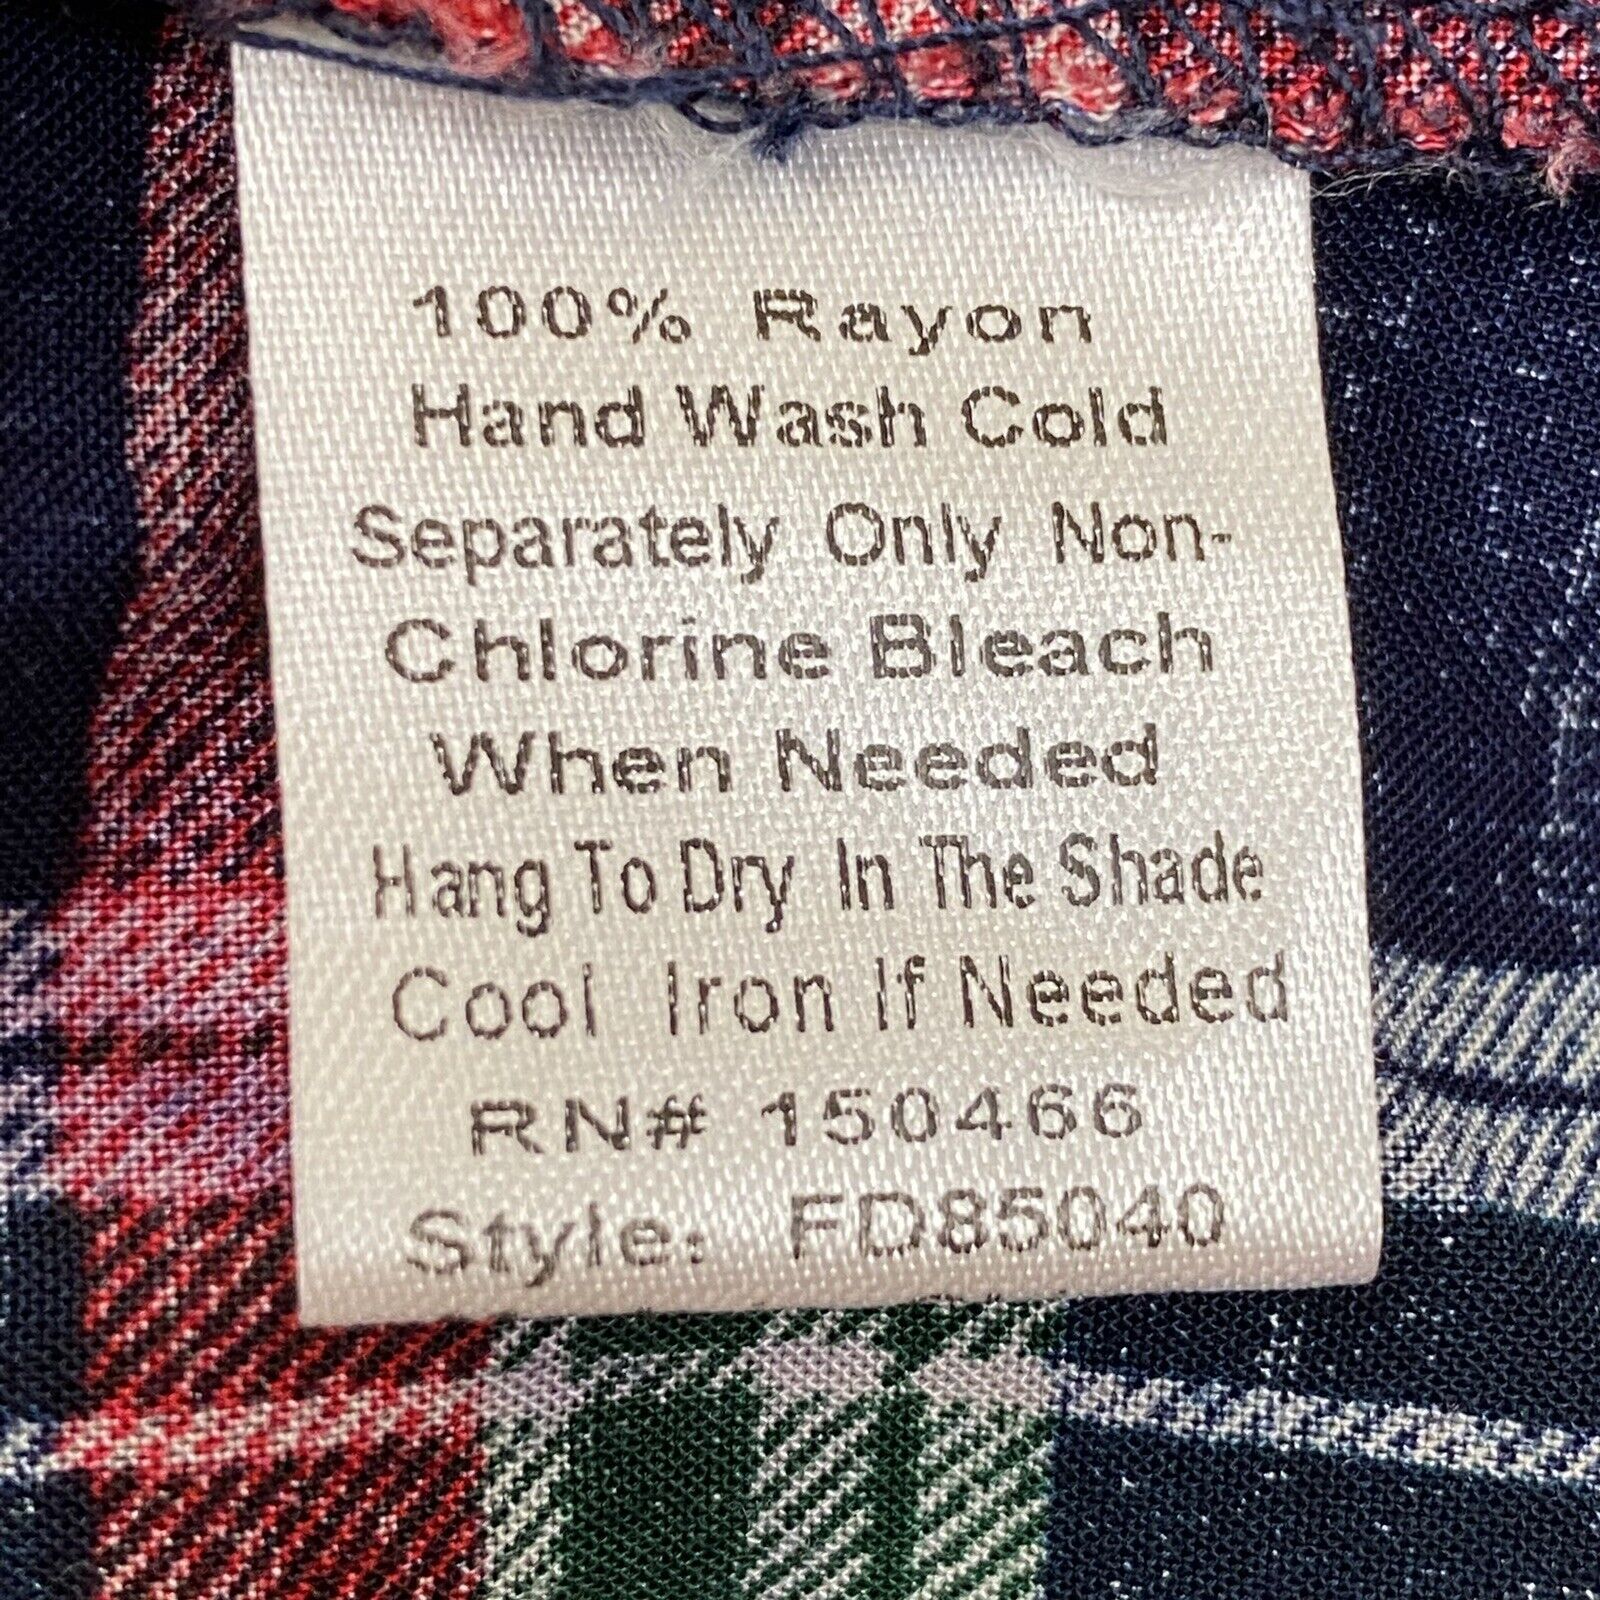 100% Rayon
Hand Wash Cold
Separately Only Non-
Chlorine Bleach
When Needed
Hang To Dry In The Shade
Cool Iron If Needed
RN# 150466
Style: FD85040